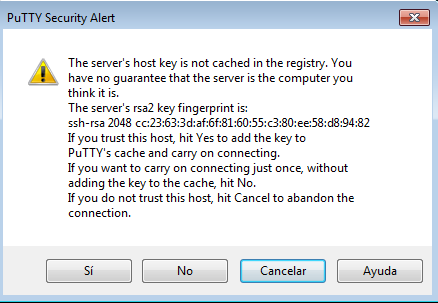 PuTTY Security Alert
The server's host key is not cached in the registry. You
have no guarantee that the server is the computer you
think it is.
The server's rsa2 key fingerprint is:
ssh-rsa 2048 cc:23:63:3d:af:6f:81:60:55:c3:80:ee:58:d8:94:82
If you trust this host, hit Yes to add the key to
PuTTY's cache and carry on connecting.
If you want to carry on connecting just once, without
adding the key to the cache, hit No.
If you do not trust this host, hit Cancel to abandon the
connection.
Sí No Cancelar Ayuda